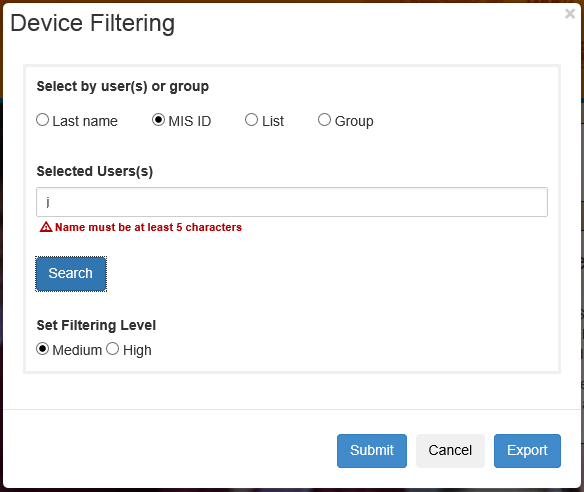 Device Filtering
×
Select by user(s) or group
Last name MIS ID List Group
Selected Users(s)
j
Name must be at least 5 characters
Search
Set Filtering Level
Medium High
Submit Cancel Export